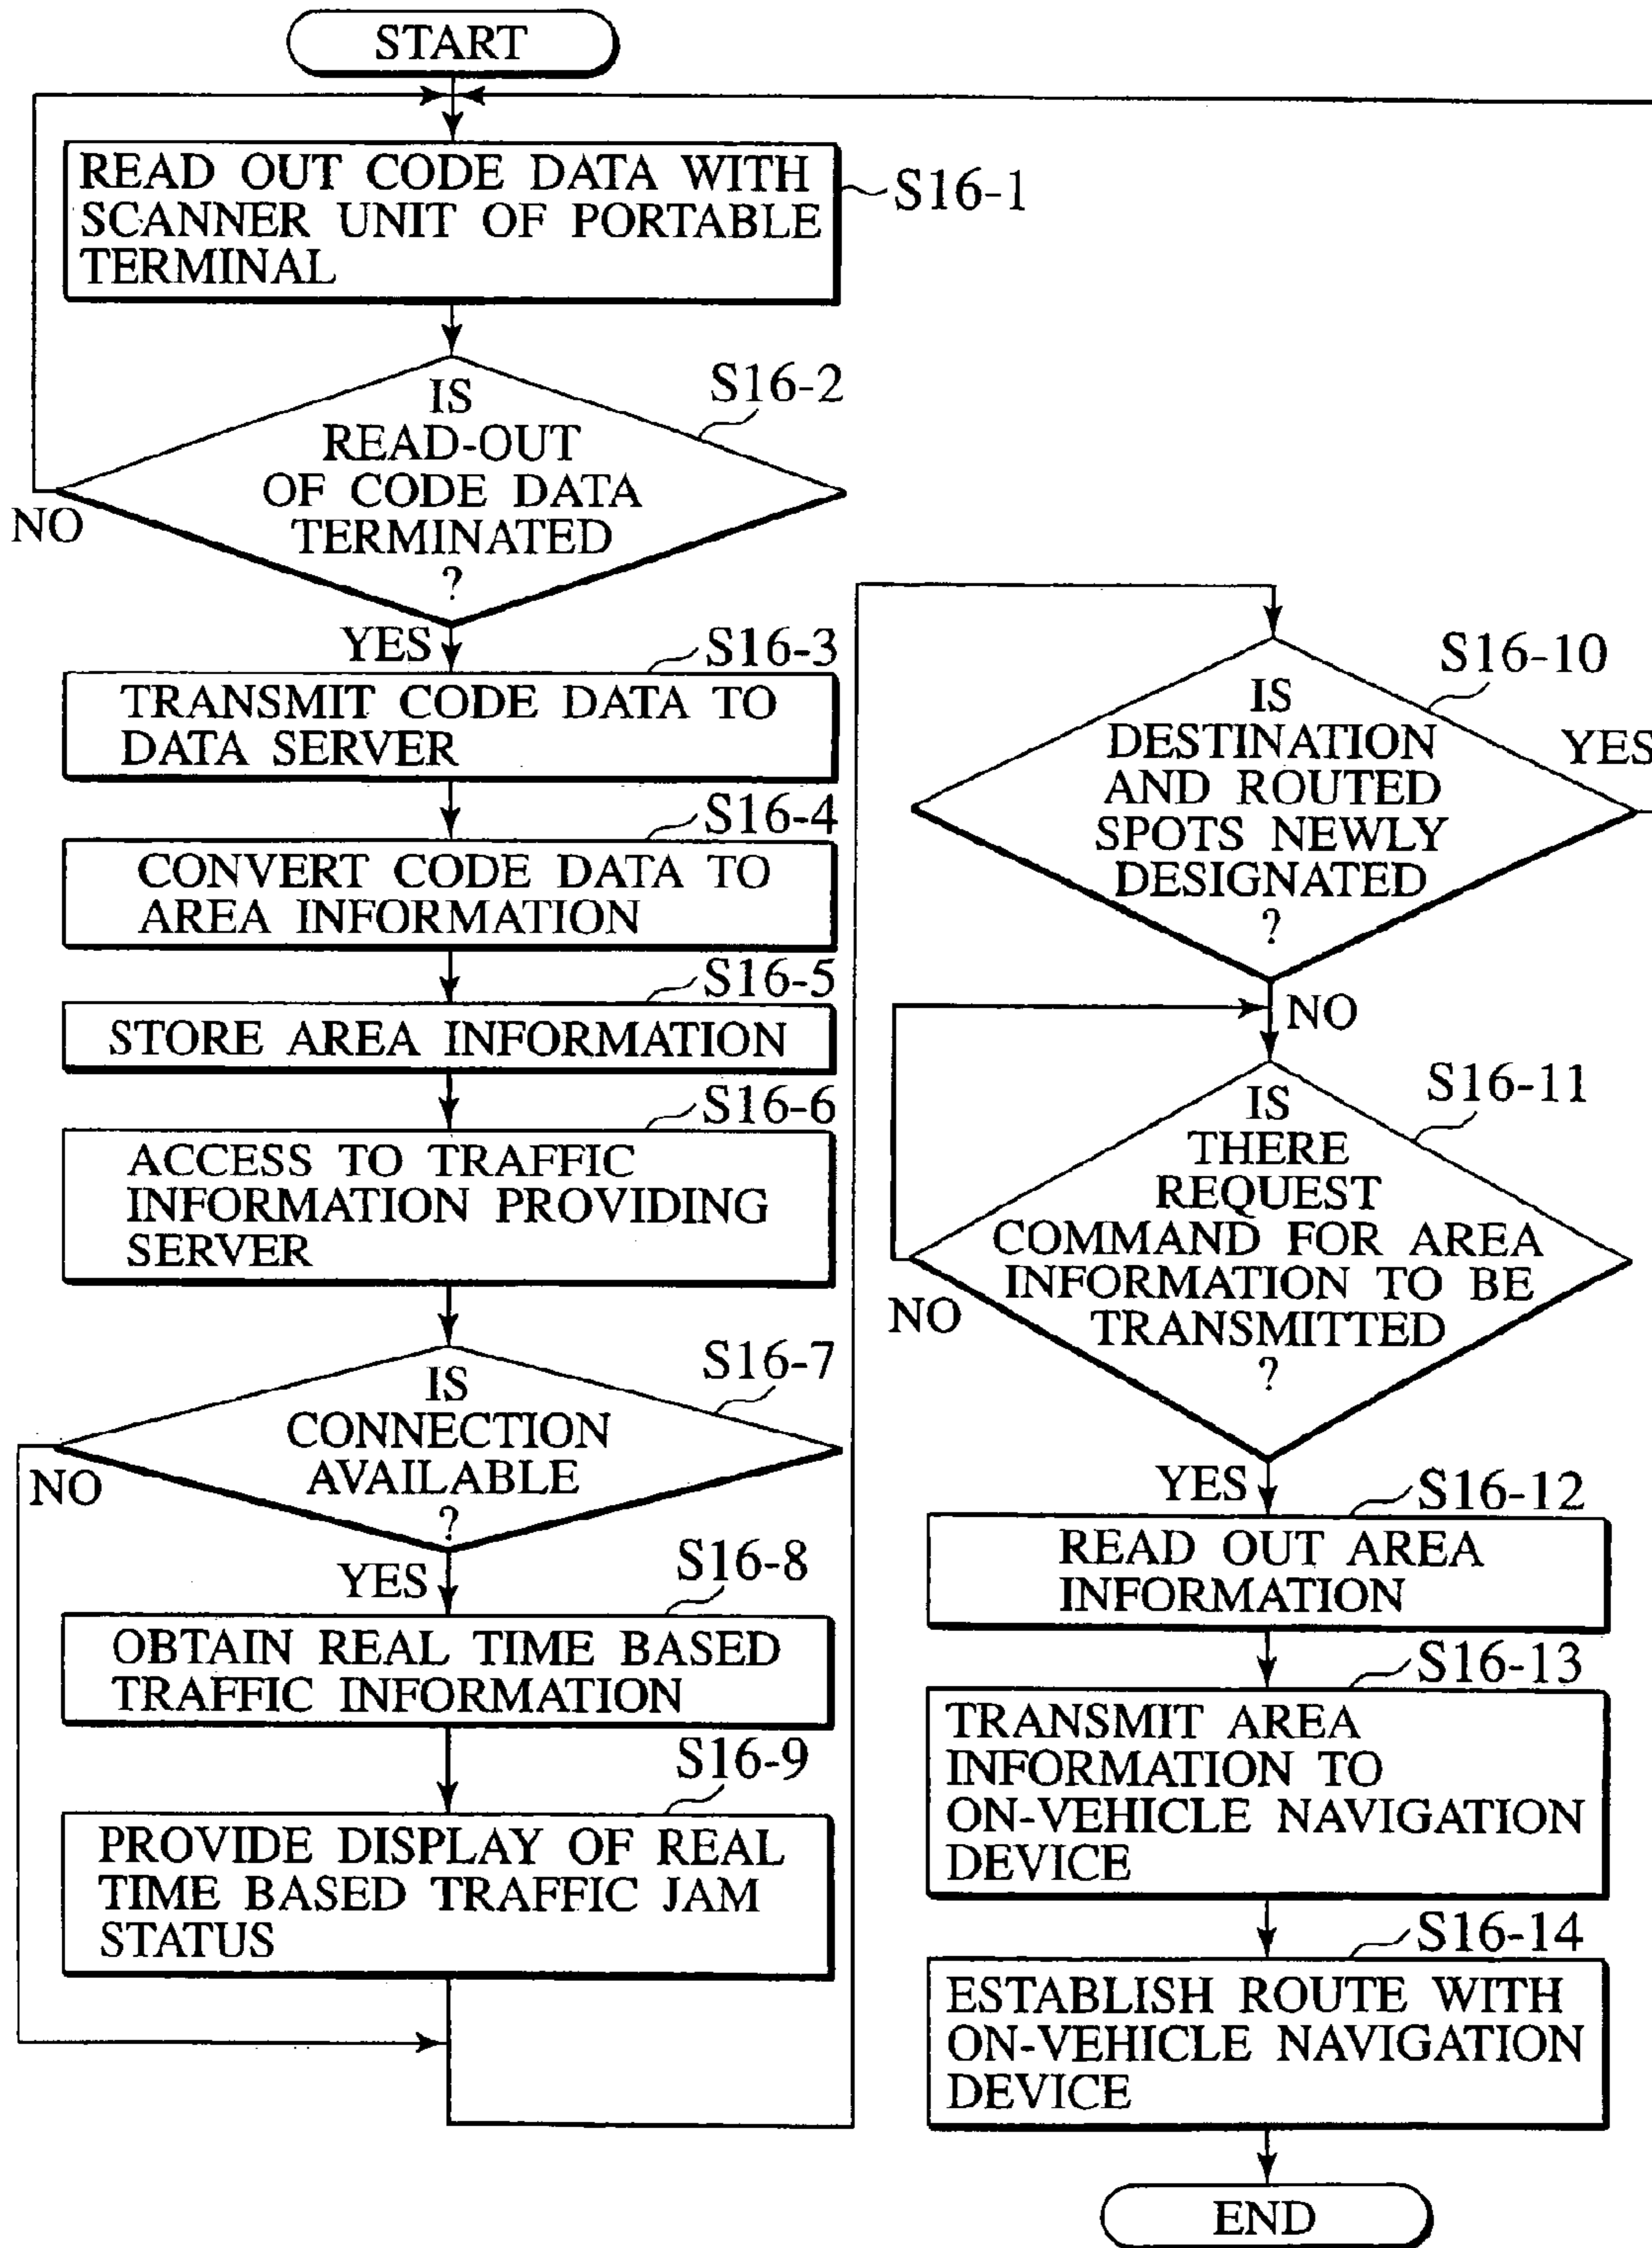 START
READ OUT CODE DATA WITH
SCANNER UNIT OF PORTABLE
TERMINAL
S16-1
S16-2
IS
READ-OUT
OF CODE DATA
TERMINATED
?
NO
YES
S16-3
TRANSMIT CODE DATA TO
DATA SERVER
S16-4
CONVERT CODE DATA TO
AREA INFORMATION
S16-5
STORE AREA INFORMATION
S16-6
ACCESS TO TRAFFIC
INFORMATION PROVIDING
SERVER
S16-7
IS
CONNECTION
AVAILABLE
?
NO
YES
S16-8
OBTAIN REAL TIME BASED
TRAFFIC INFORMATION
S16-9
PROVIDE DISPLAY OF REAL
TIME BASED TRAFFIC JAM
STATUS
S16-10
IS
DESTINATION
AND ROUTED
SPOTS NEWLY
DESIGNATED
?
YES
NO
S16-11
IS
THERE
REQUEST
COMMAND FOR AREA
INFORMATION TO BE
TRANSMITTED
?
NO
YES
S16-12
READ OUT AREA
INFORMATION
S16-13
TRANSMIT AREA
INFORMATION TO
ON-VEHICLE NAVIGATION
DEVICE
S16-14
ESTABLISH ROUTE WITH
ON-VEHICLE NAVIGATION
DEVICE
END